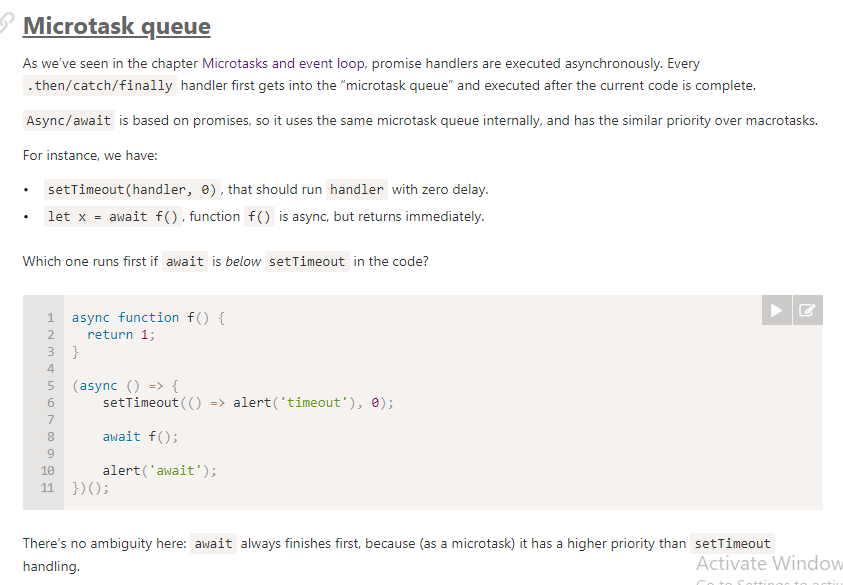 Microtask queue
As we've seen in the chapter Microtasks and event loop, promise handlers are executed asynchronously. Every
.then/catch/finally handler first gets into the “microtask queue” and executed after the current code is complete.
Async/await is based on promises, so it uses the same microtask queue internally, and has the similar priority over macrotasks.
For instance, we have:
• setTimeout(handler, 0), that should run handler with zero delay.
• let x = await f(), function f() is async, but returns immediately.
Which one runs first if await is below setTimeout in the code?
1 async function f() {
2   return 1;
3 }
4
5 (async () => {
6     setTimeout(() => alert('timeout'), 0);
7
8     await f();
9
10     alert('await');
11 })();
There's no ambiguity here: await always finishes first, because (as a microtask) it has a higher priority than setTimeout
handling.
Activate Window